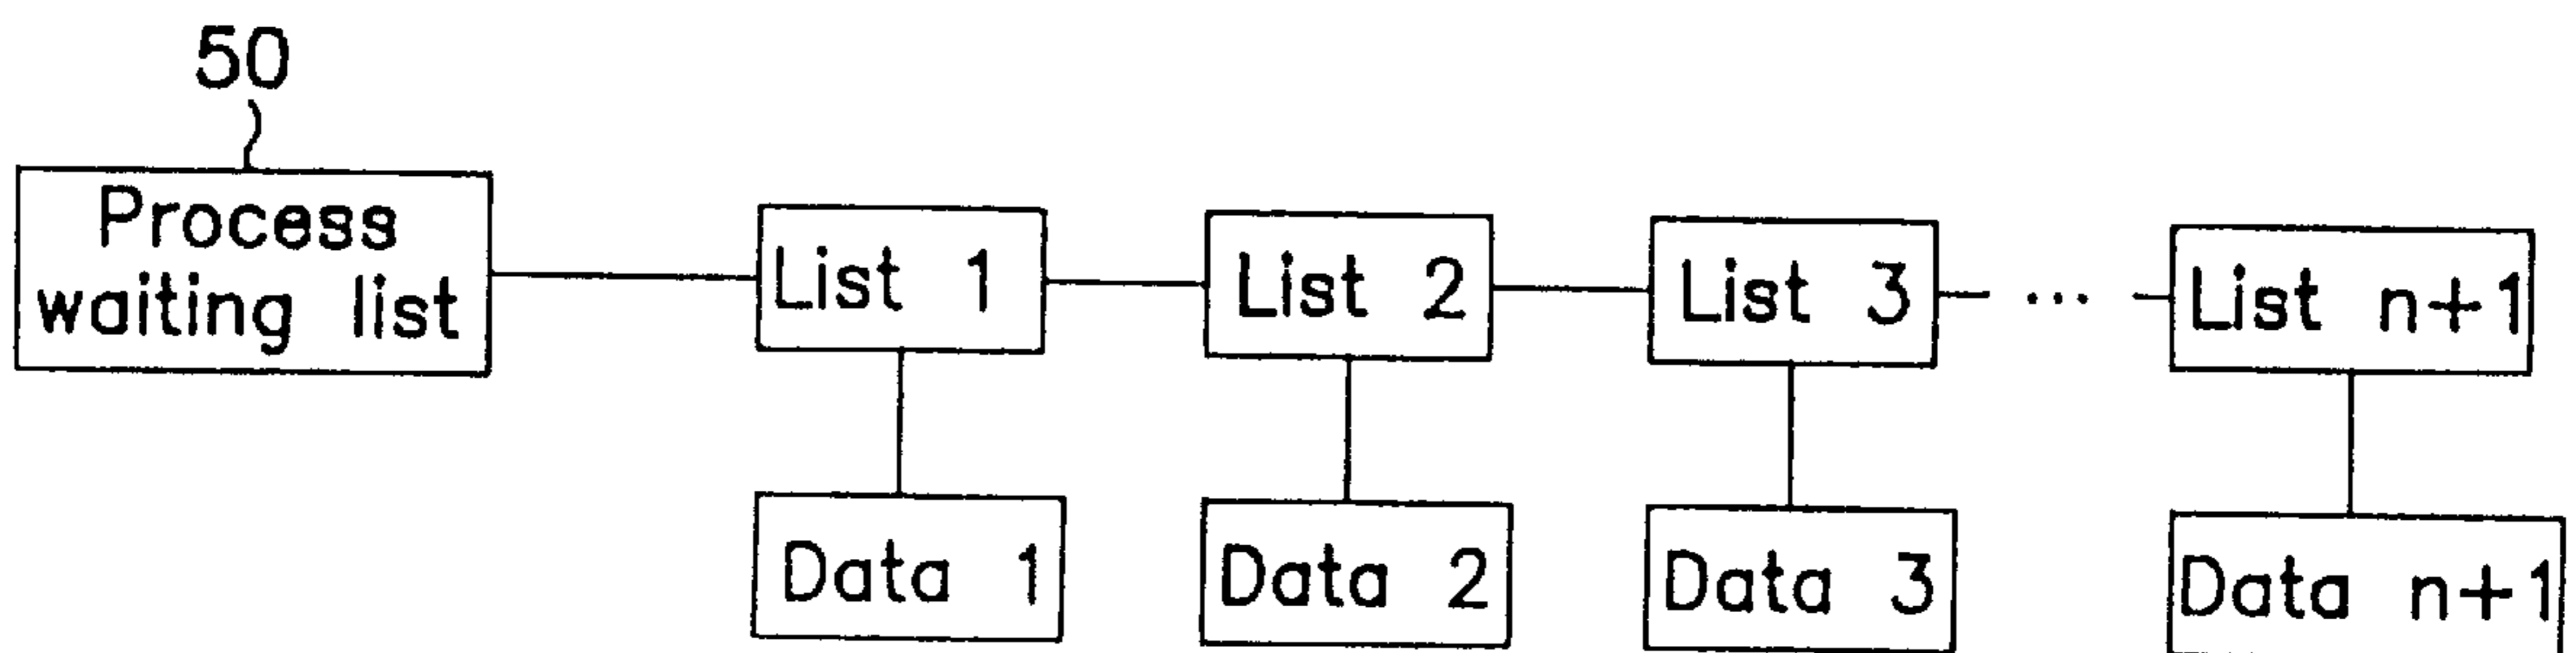 50
Process
waiting list
List 1
List 2
List 3
...
List n+1
Data 1
Data 2
Data 3
Data n+1